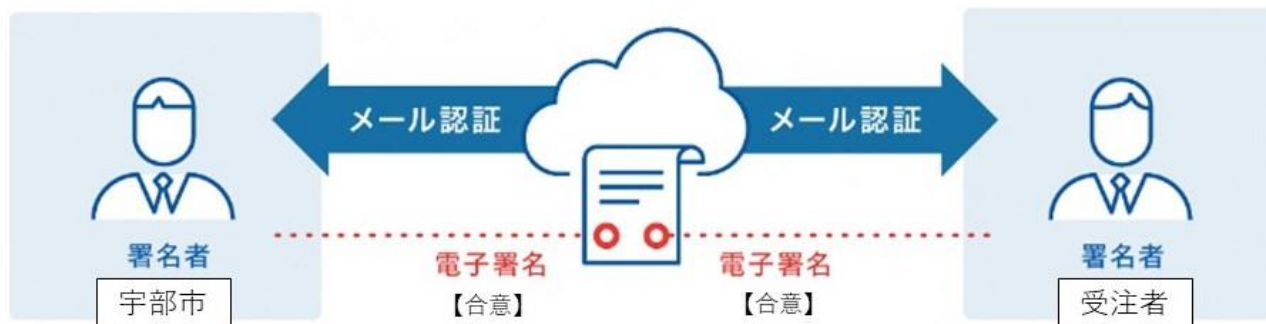 メール認証
メール認証
署名者
電子署名
電子署名
署名者
宇部市
【合意】
【合意】
受注者